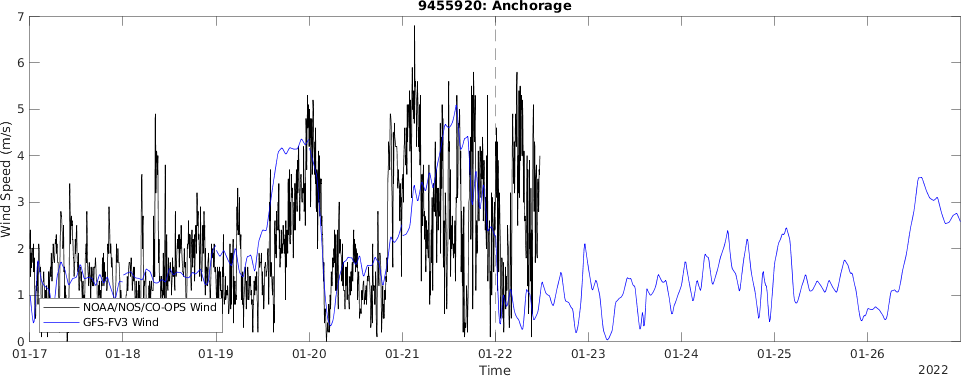 9455920: Anchorage
7
6
5
4
3
2
1
0
Wind Speed (m/s)
NOAA/NOS/CO-OPS Wind
GFS-FV3 Wind
01-17 01-18 01-19 01-20 01-21 01-22 01-23 01-24 01-25 01-26
Time
2022